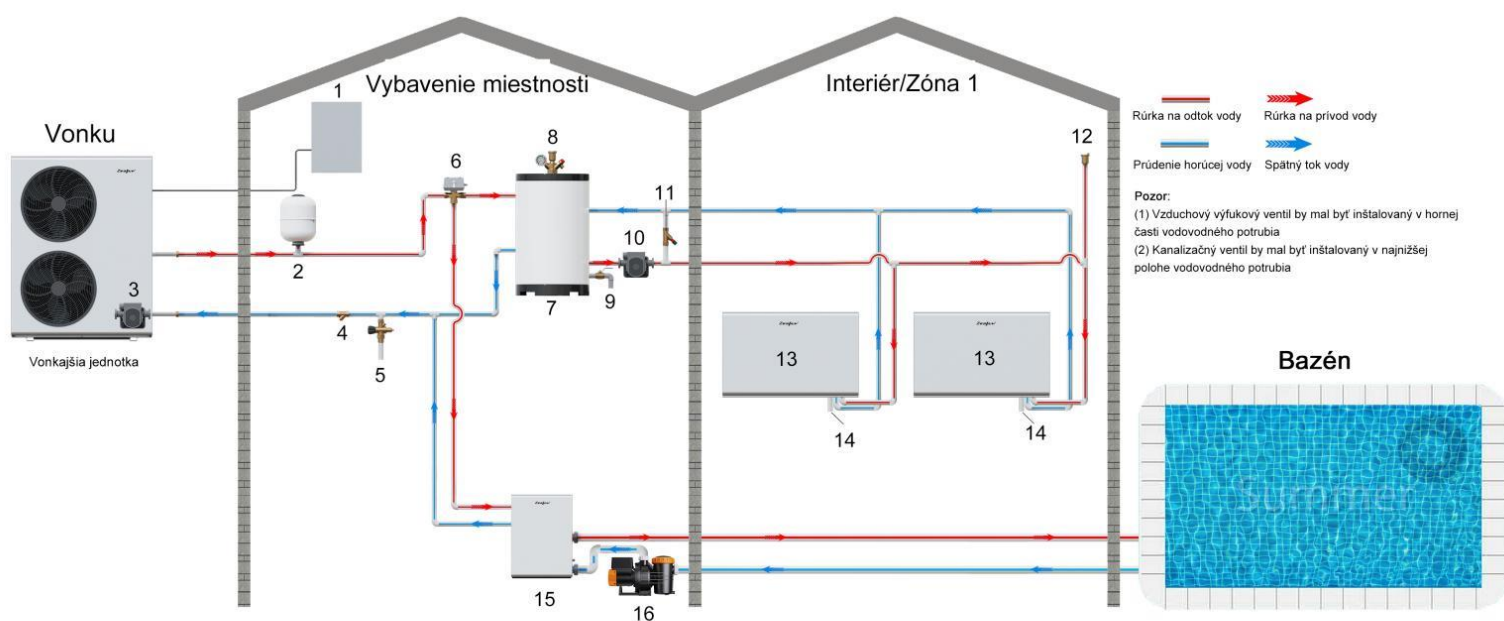 Vybavenie miestnosti
Interiér/Zóna 1
Vonku
Vonkajšia jednotka
1
2
3
4
5
6
7
8
9
10
11
12
13
13
14
14
15
16
Rúrka na odtok vody
Rúrka na prívod vody
Prúdenie horúcej vody
Spätný tok vody
Pozor:
(1) Vzduchový výfukový ventil by mal byť inštalovaný v hornej
časti vodovodného potrubia
(2) Kanalizačný ventil by mal byť inštalovaný v najnižšej
polohe vodovodného potrubia
Bazén
Summer